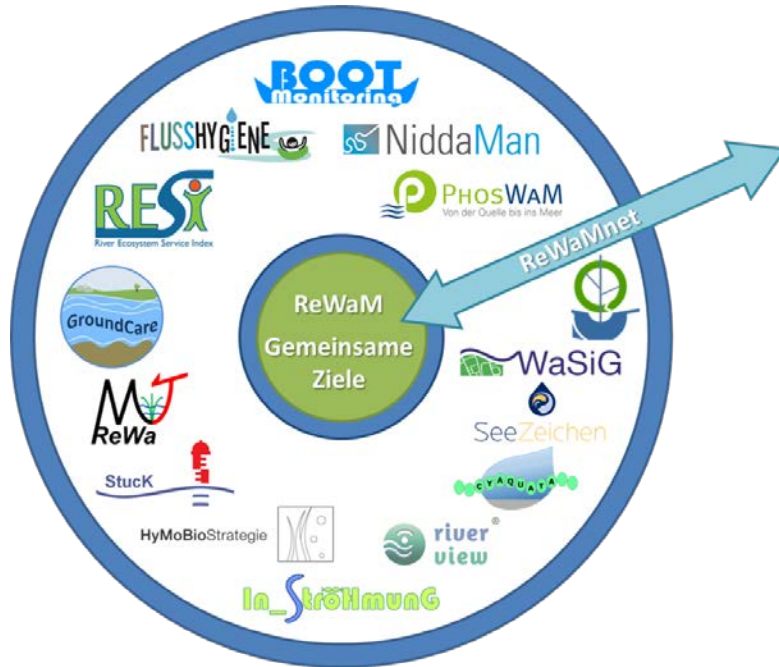 BOOT
Monitoring
FLUSSHYGIENE
NiddaMan
RESI
River Ecosystem Service Index
PHOSWAM
Von der Quelle bis ins Meer
ReWaMnet
GroundCare
ReWaM
Gemeinsame
Ziele
WaSiG
MUT
ReWa
SeeZeichen
StucK
CYAQUATA
HyMoBioStrategie
river
view
®
In_StröHmunG